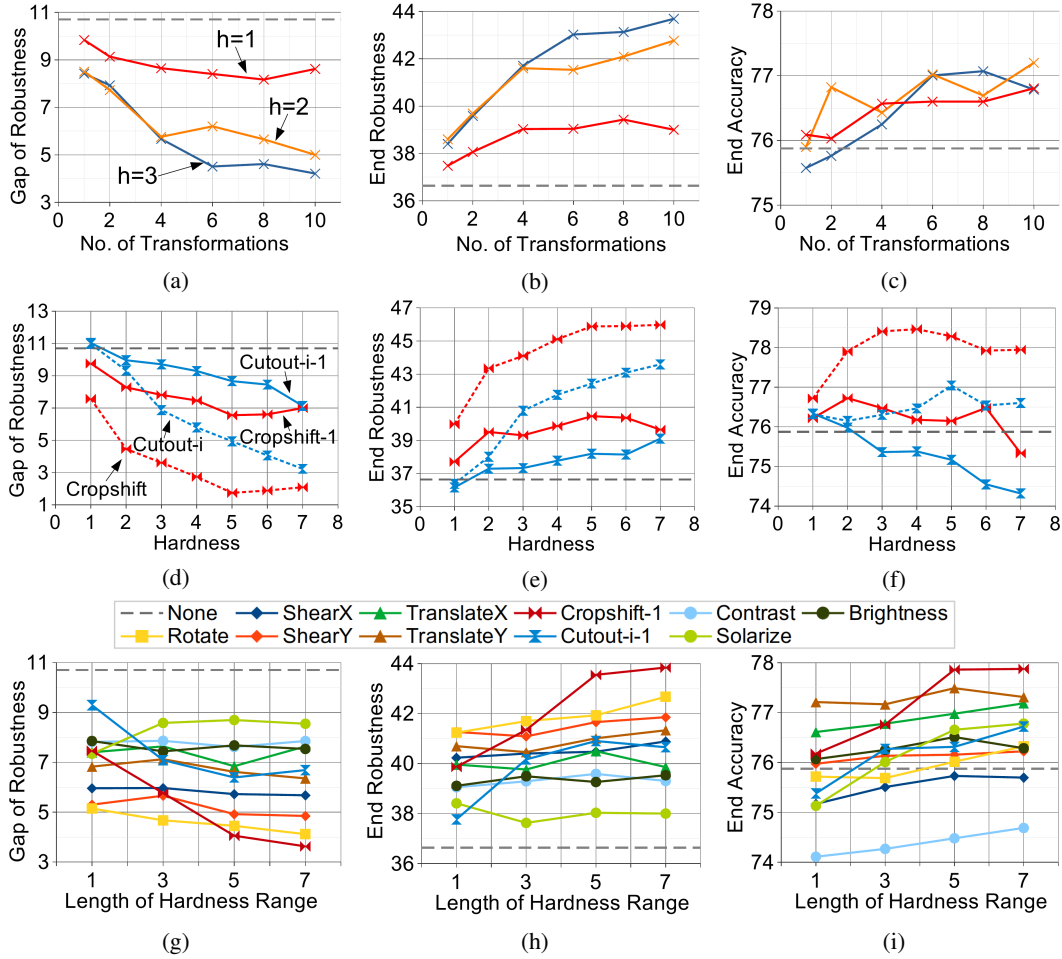 11
9
7
5
3
0
2
4
6
8
10
Gap of Robustness
No. of Transformations
h=1
h=2
h=3
(a)
44
42
40
38
36
0
2
4
6
8
10
End Robustness
No. of Transformations
(b)
78
77
76
75
0
2
4
6
8
10
End Accuracy
No. of Transformations
(c)
13
11
9
7
5
3
1
0
1
2
3
4
5
6
7
8
Gap of Robustness
Hardness
Cutout-i-1
Cutout-i
Cropshift-1
Cropshift
(d)
47
45
43
41
39
37
35
0
1
2
3
4
5
6
7
8
End Robustness
Hardness
(e)
79
78
77
76
75
74
0
1
2
3
4
5
6
7
8
End Accuracy
Hardness
(f)
None ShearX TranslateX Cropshift-1 Contrast Brightness
Rotate ShearY TranslateY Cutout-i-1 Solarize
11
9
7
5
3
1
3
5
7
Gap of Robustness
Length of Hardness Range
(g)
44
42
40
38
36
1
3
5
7
End Robustness
Length of Hardness Range
(h)
78
77
76
75
74
1
3
5
7
End Accuracy
Length of Hardness Range
(i)